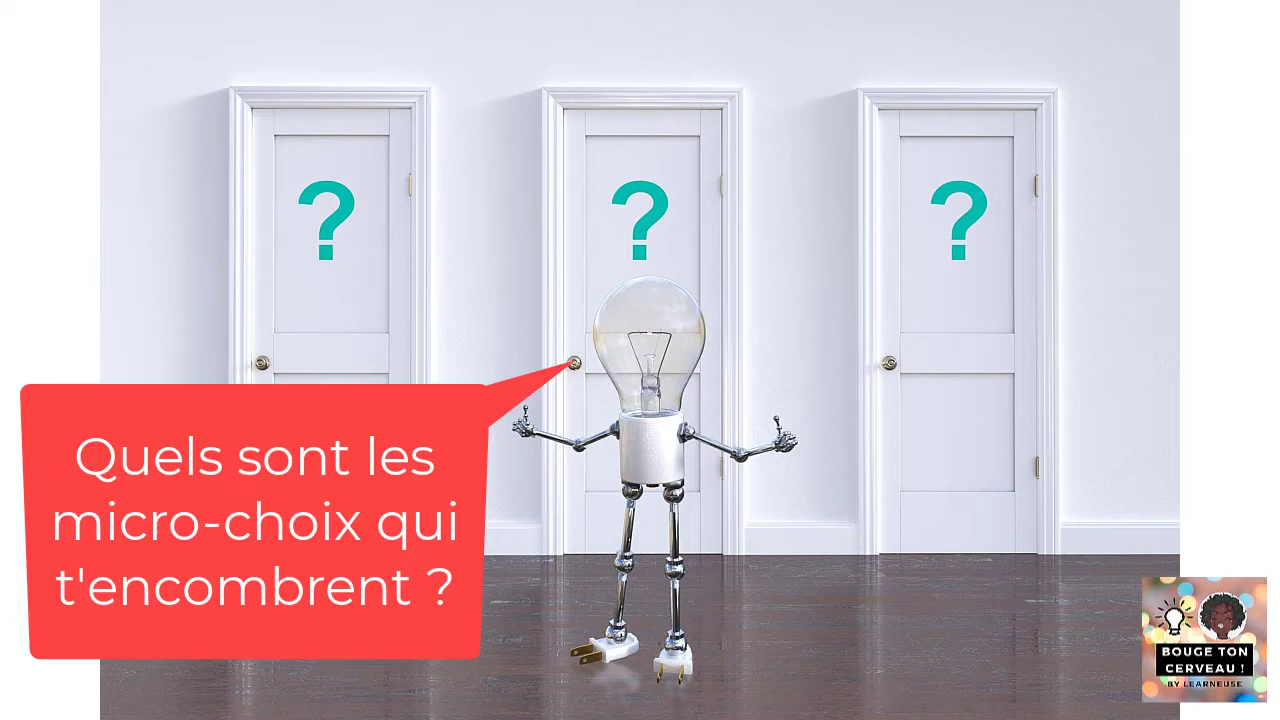 ?
?
?
Quels sont les
micro-choix qui
t'encombrent ?
BOUGE TON
CERVEAU !
BY LEARNEUSE